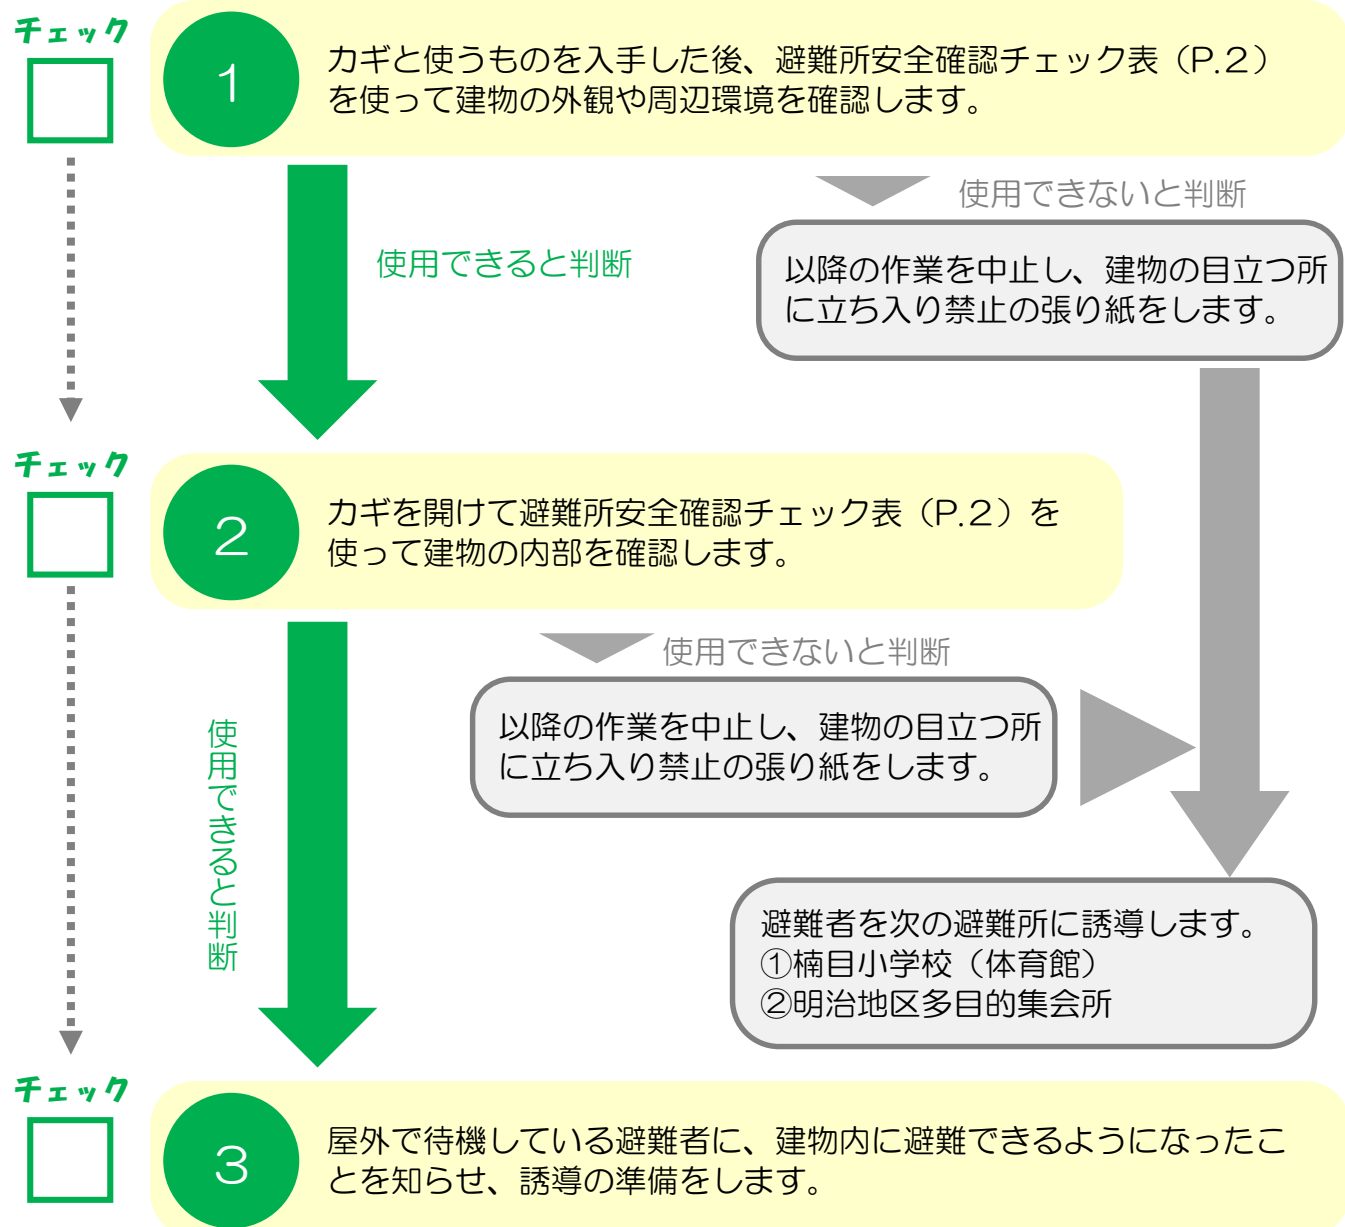 チェック
1
カギと使うものを入手した後、避難所安全確認チェック表（P.2）
を使って建物の外観や周辺環境を確認します。
使用できないと判断
使用できると判断
以降の作業を中止し、建物の目立つ所
に立ち入り禁止の張り紙をします。
チェック
2
カギを開けて避難所安全確認チェック表（P.2）を
使って建物の内部を確認します。
使用できないと判断
使用できると判断
以降の作業を中止し、建物の目立つ所
に立ち入り禁止の張り紙をします。
避難者を次の避難所に誘導します。
①楠目小学校（体育館）
②明治地区多目的集会所
チェック
3
屋外で待機している避難者に、建物内に避難できるようになったこ
とを知らせ、誘導の準備をします。